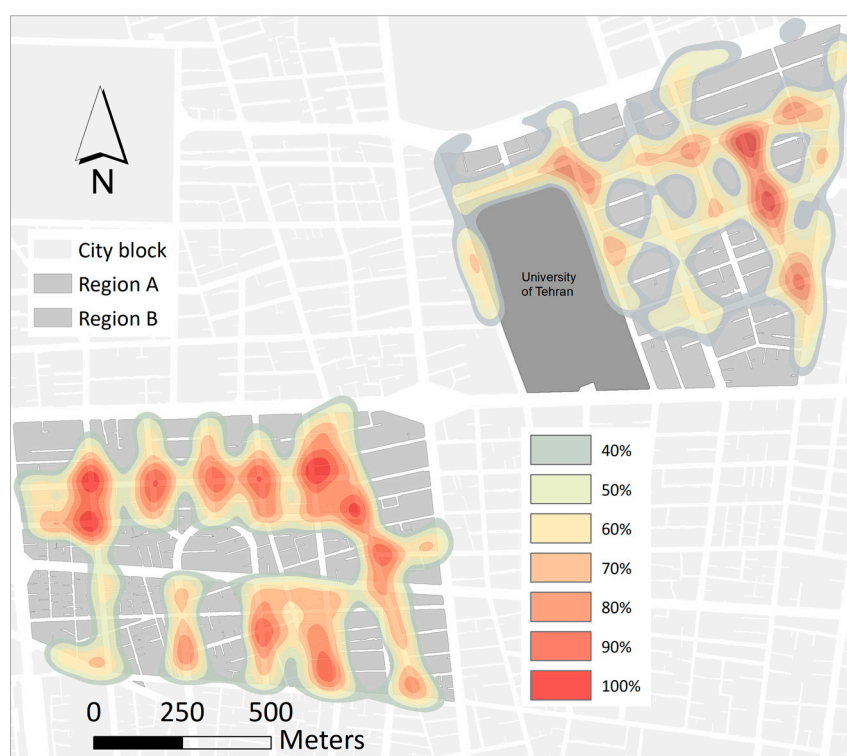 N
City block
Region A
Region B
University
of Tehran
40%
50%
60%
70%
80%
90%
100%
0 250 500
Meters